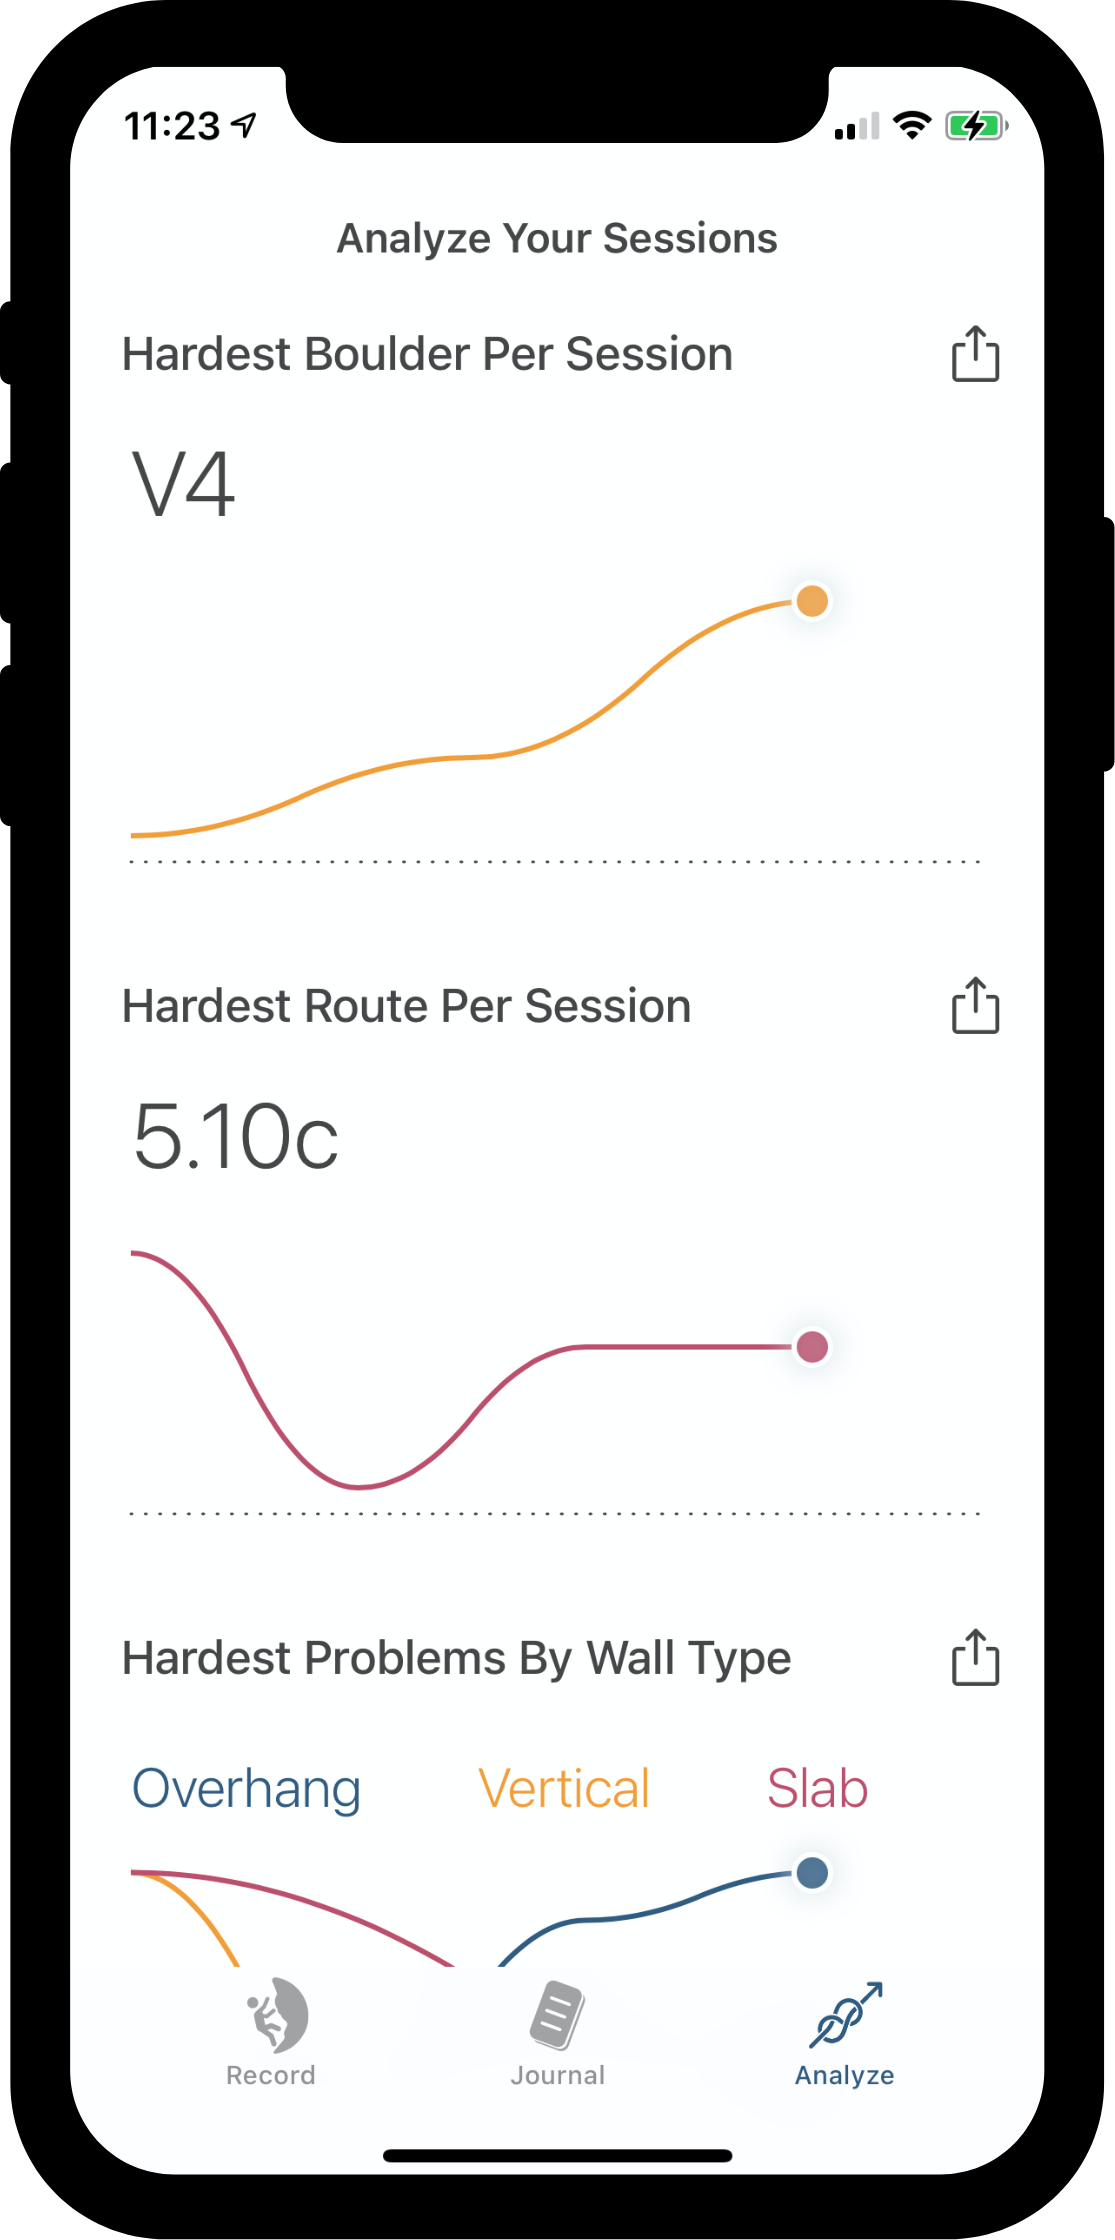 11:23
Analyze Your Sessions
Hardest Boulder Per Session
V4
Hardest Route Per Session
5.10c
Hardest Problems By Wall Type
Overhang Vertical Slab
Record Journal Analyze